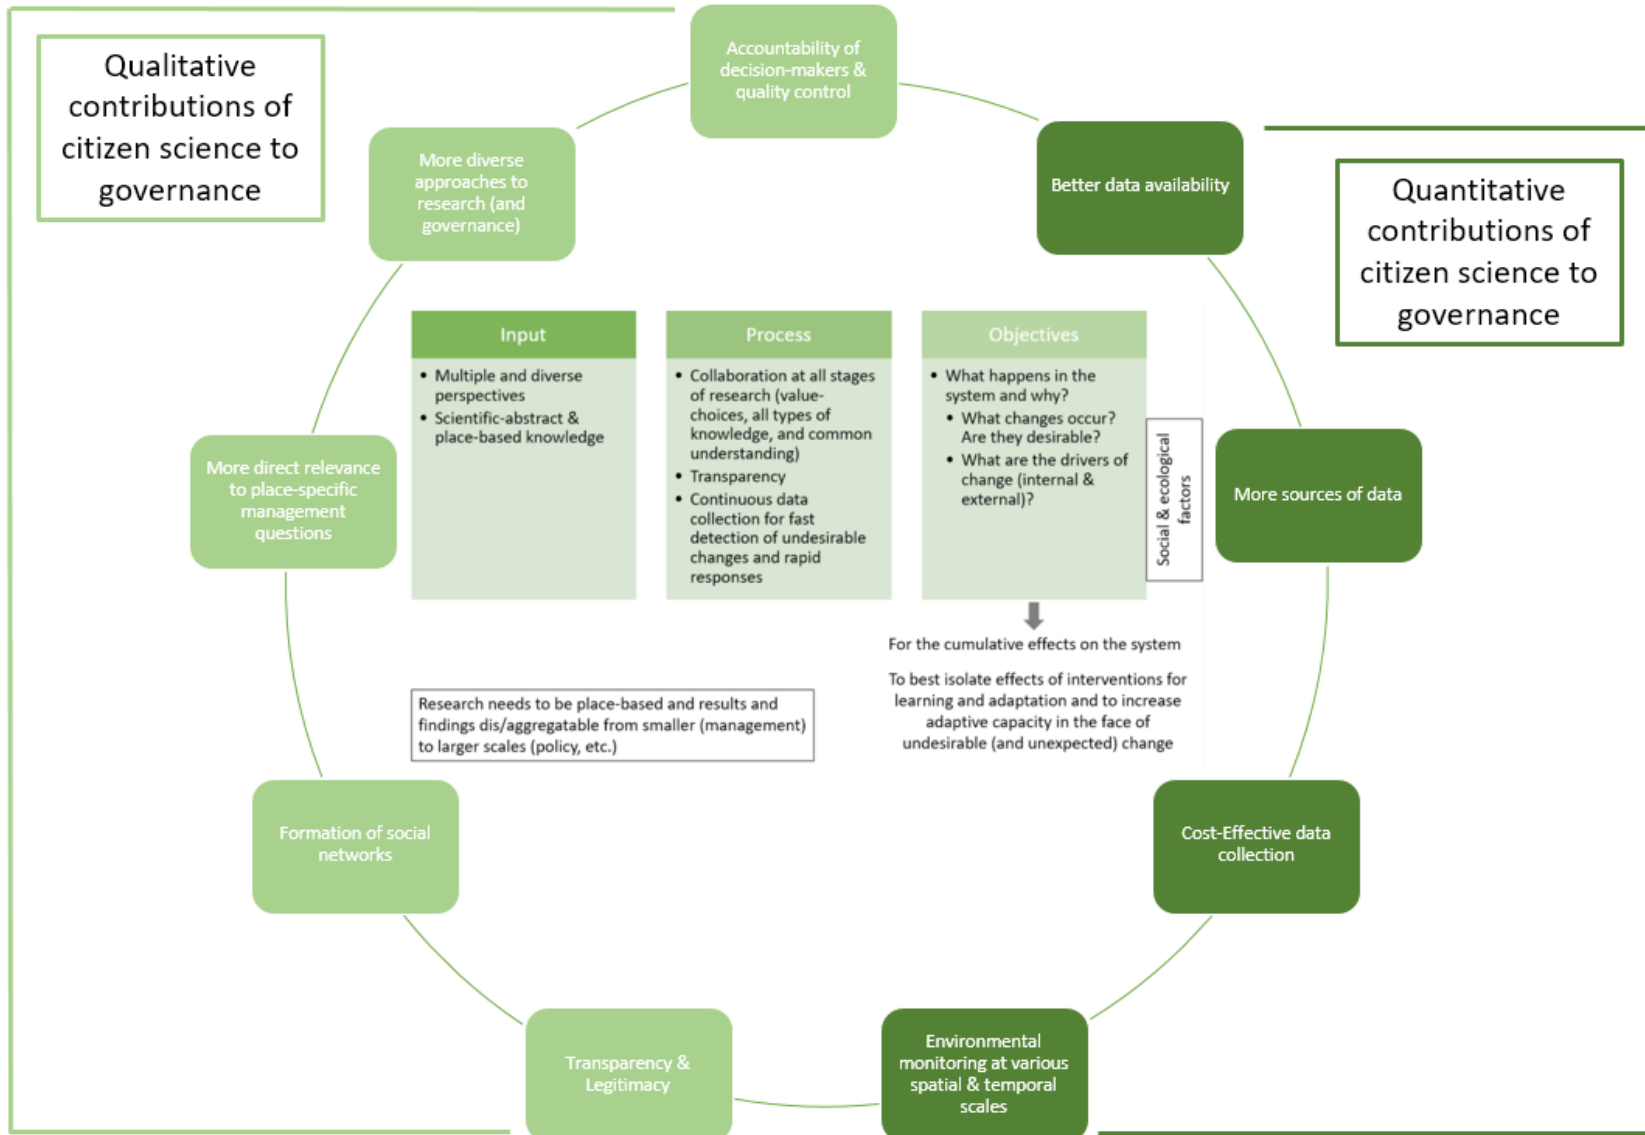 Qualitative
contributions of
citizen science to
governance
Accountability of
decision-makers &
quality control
More diverse
approaches to
research (and
governance)
Better data availability
Quantitative
contributions of
citizen science to
governance
Input
• Multiple and diverse
perspectives
• Scientific-abstract &
place-based knowledge
Process
• Collaboration at all stages
of research (value-
choices, all types of
knowledge, and common
understanding)
• Transparency
• Continuous data
collection for fast
detection of undesirable
changes and rapid
responses
Objectives
• What happens in the
system and why?
• What changes occur?
Are they desirable?
• What are the drivers of
change (internal &
external)?
Social & ecological
factors
More direct relevance
to place-specific
management
questions
More sources of data
For the cumulative effects on the system
To best isolate effects of interventions for
learning and adaptation and to increase
adaptive capacity in the face of
undesirable (and unexpected) change
Research needs to be place-based and results and
findings dis/aggregatable from smaller (management)
to larger scales (policy, etc.)
Formation of social
networks
Cost-Effective data
collection
Transparency &
Legitimacy
Environmental
monitoring at various
spatial & temporal
scales